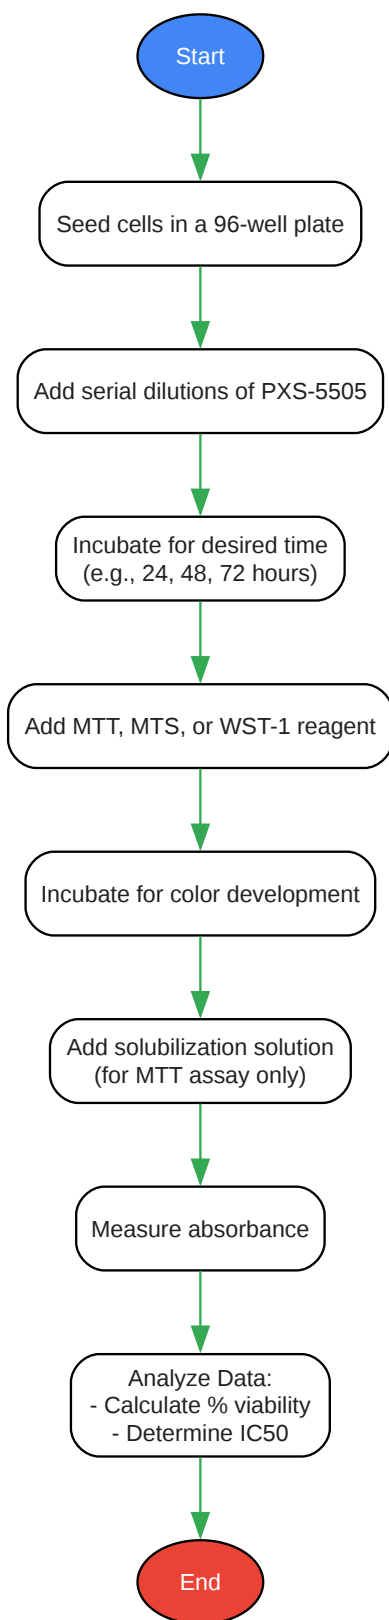 Start
Seed cells in a 96-well plate
Add serial dilutions of PXS-5505
Incubate for desired time
(e.g., 24, 48, 72 hours)
Add MTT, MTS, or WST-1 reagent
Incubate for color development
Add solubilization solution
(for MTT assay only)
Measure absorbance
Analyze Data:
- Calculate % viability
- Determine IC50
End